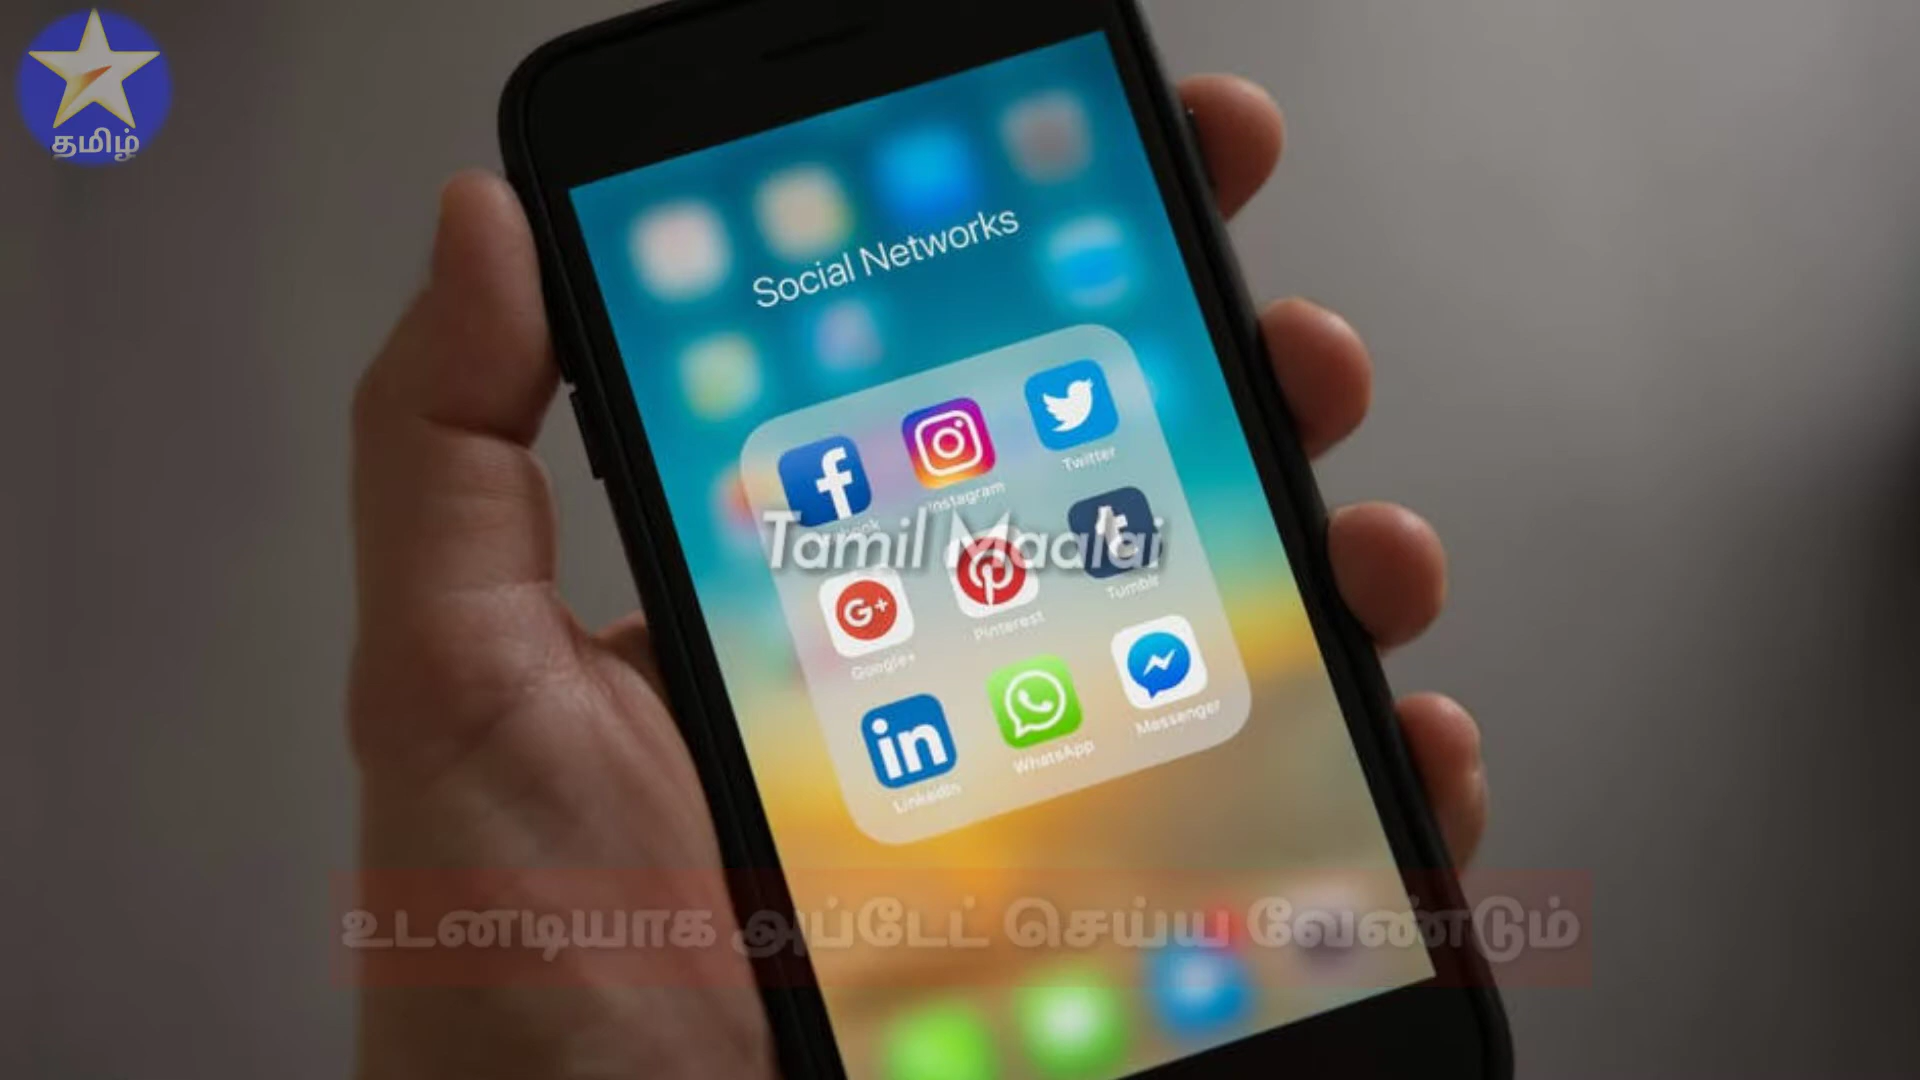 தமிழ்
Social Networks
Instagram
Twitter
Tamil Maalai
Google+
Pinterest
Tumblr
LinkedIn
WhatsApp
Messenger
உடனடியாக அப்டேட் செய்ய வேண்டும்